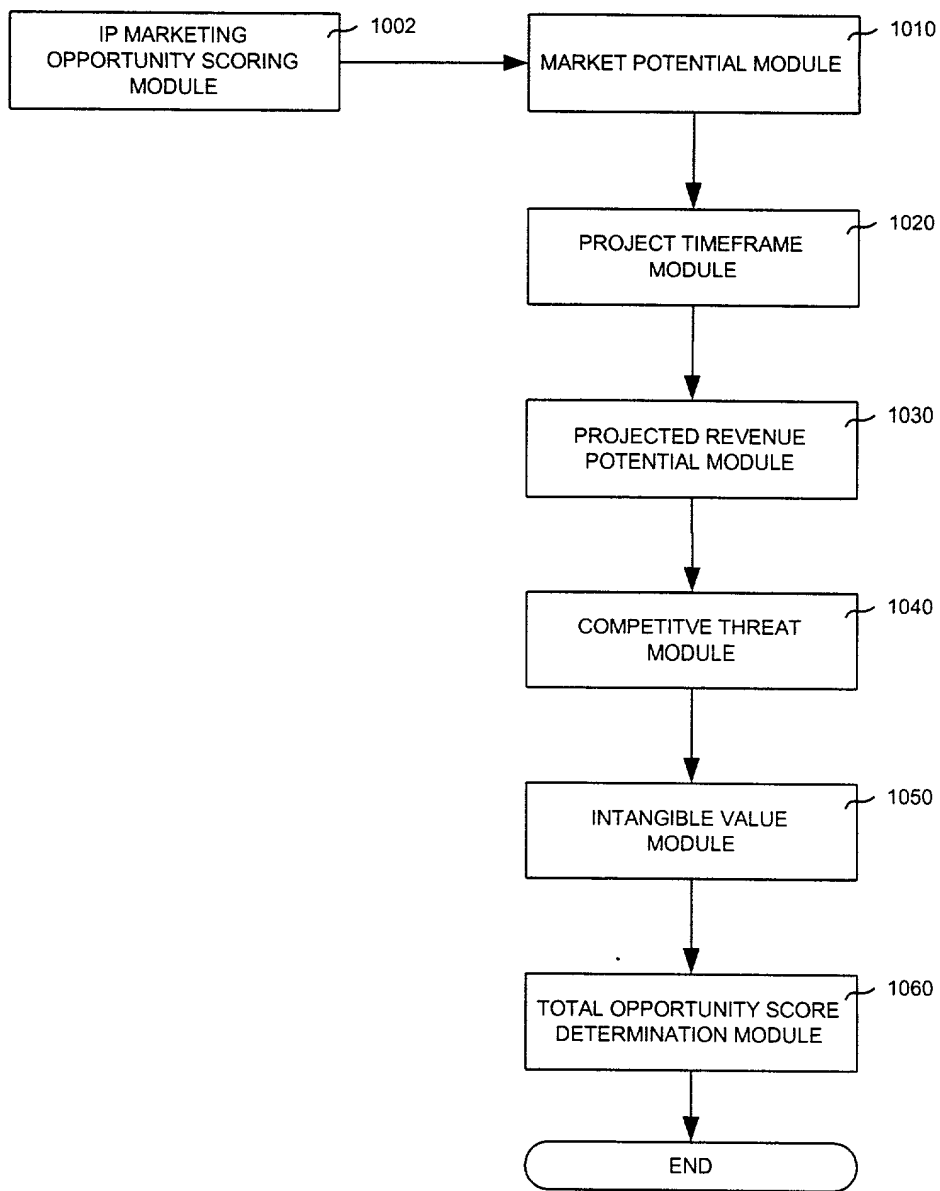 IP MARKETING
OPPORTUNITY SCORING
MODULE
1002
MARKET POTENTIAL MODULE
1010
PROJECT TIMEFRAME
MODULE
1020
PROJECTED REVENUE
POTENTIAL MODULE
1030
COMPETITVE THREAT
MODULE
1040
INTANGIBLE VALUE
MODULE
1050
TOTAL OPPORTUNITY SCORE
DETERMINATION MODULE
1060
END